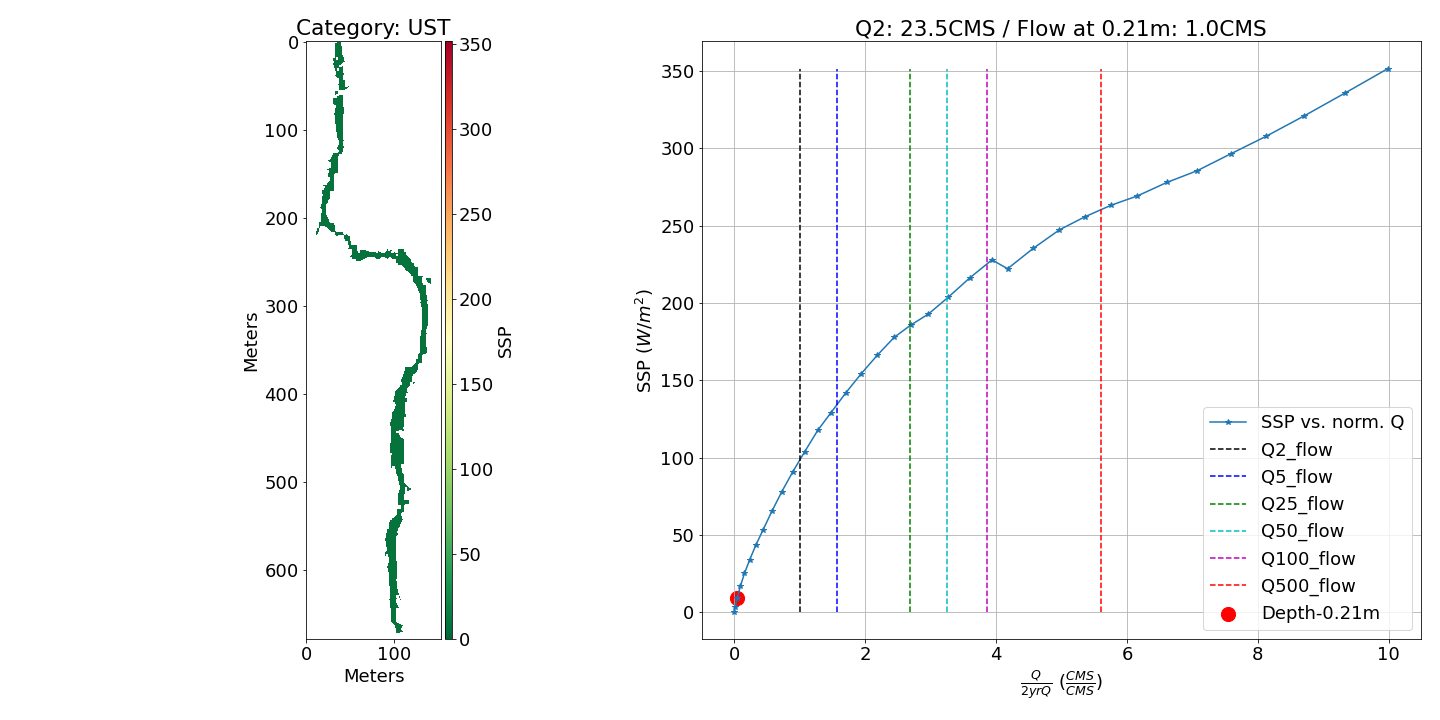 Category: UST
0
100
200
300
400
500
600
Meters
0
100
Meters
350
300
250
200
150
100
50
0
SSP
Q2: 23.5CMS / Flow at 0.21m: 1.0CMS
350
300
250
200
150
100
50
0
SSP (W/m²)
0
2
4
6
8
10
Q/2yrQ (CMS/CMS)
SSP vs. norm. Q
Q2_flow
Q5_flow
Q25_flow
Q50_flow
Q100_flow
Q500_flow
Depth-0.21m